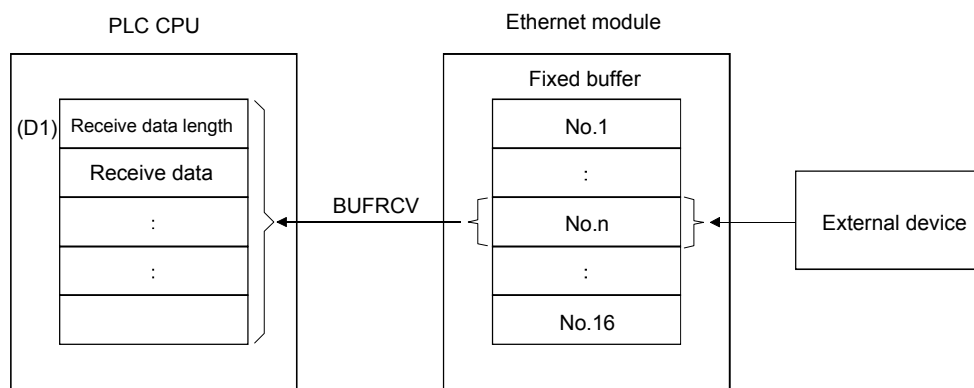 PLC CPU
Ethernet module
Fixed buffer
(D1)
Receive data length
Receive data
:
:
BUFRCV
No.1
:
No.n
:
No.16
External device